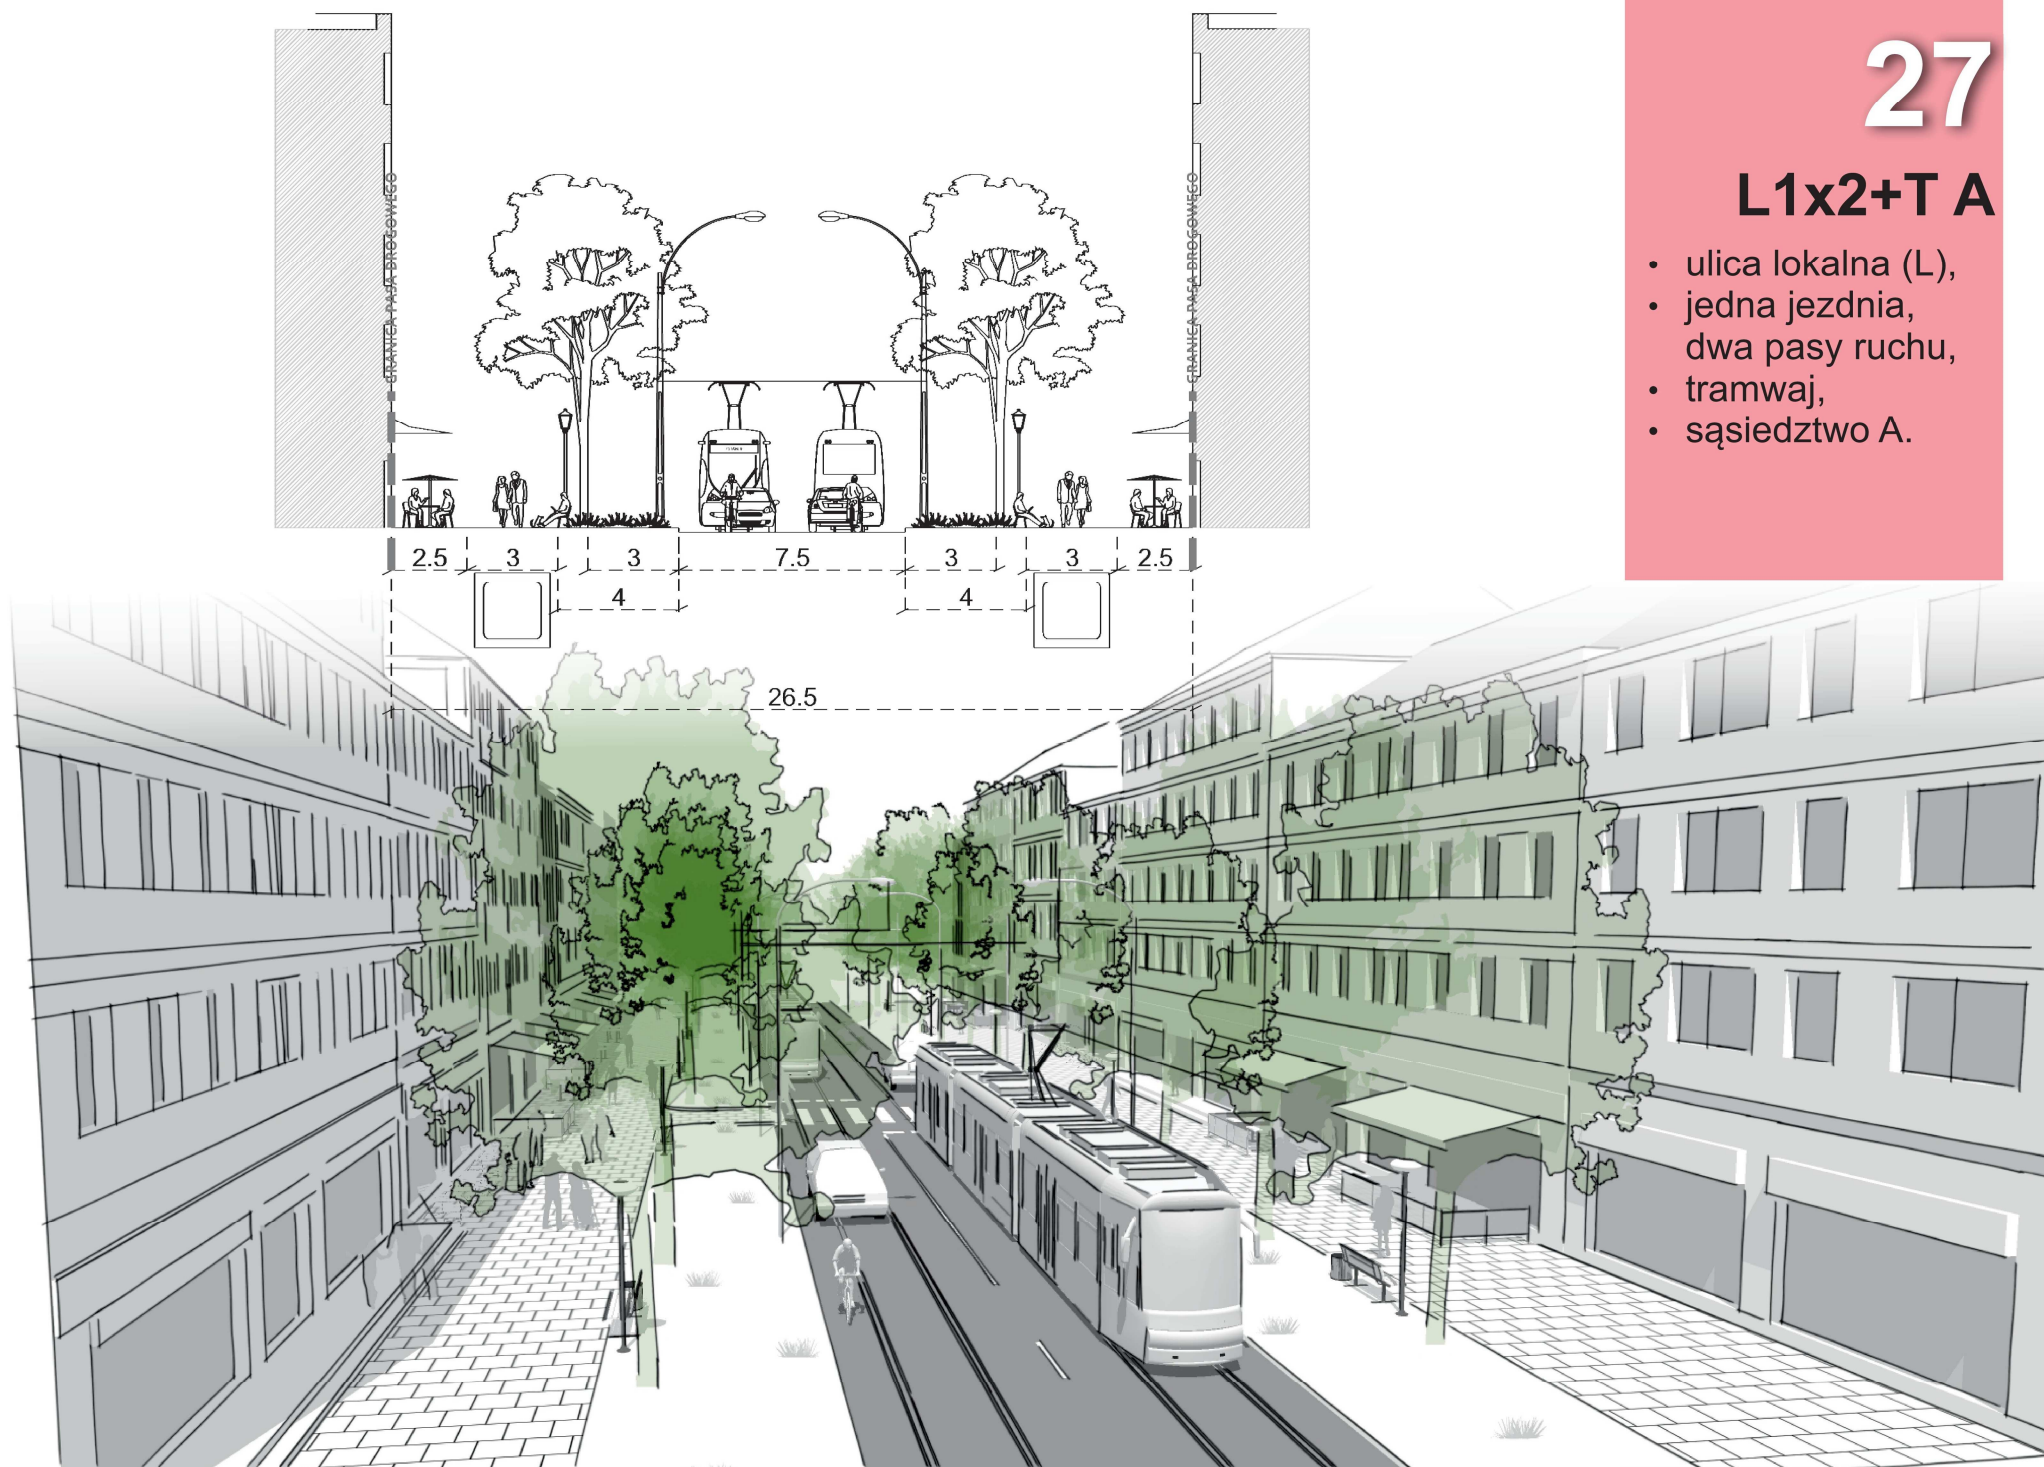 27
L1x2+T A
• ulica lokalna (L),
• jedna jezdnia,
dwa pasy ruchu,
• tramwaj,
• sąsiedztwo A.
GRANICA PASA DROGOWEGO
GRANICA PASA DROGOWEGO
2.5 3 3 7.5 3 3 2.5
4 4
26.5